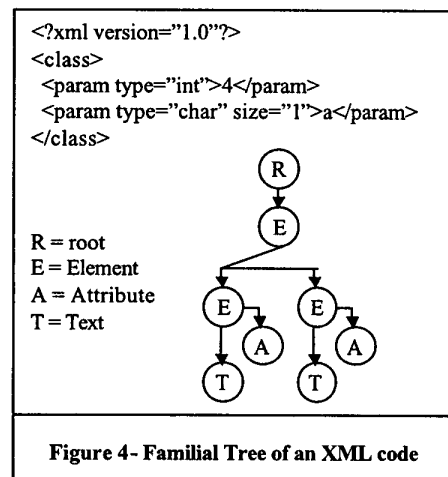 <?xml version=”1.0”?>
<class>
<param type=”int”>4</param>
<param type=”char” size=”1”>a</param>
</class>
R
E
R = root
E = Element
A = Attribute
T = Text
E
E
A
A
T
T
Figure 4- Familial Tree of an XML code